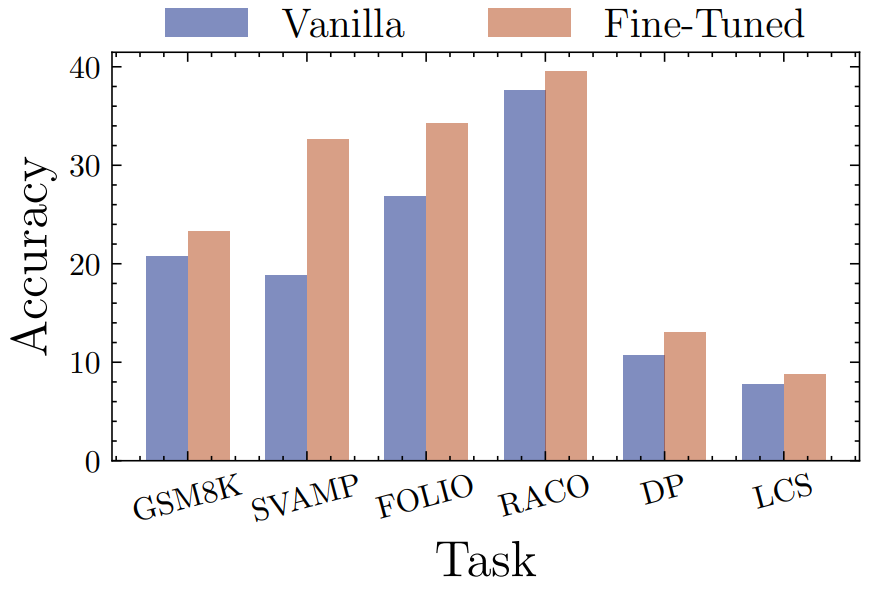 Vanilla Fine-Tuned
40
30
20
10
0
Accuracy
GSM8K SVAMP FOLIO RACO DP LCS
Task